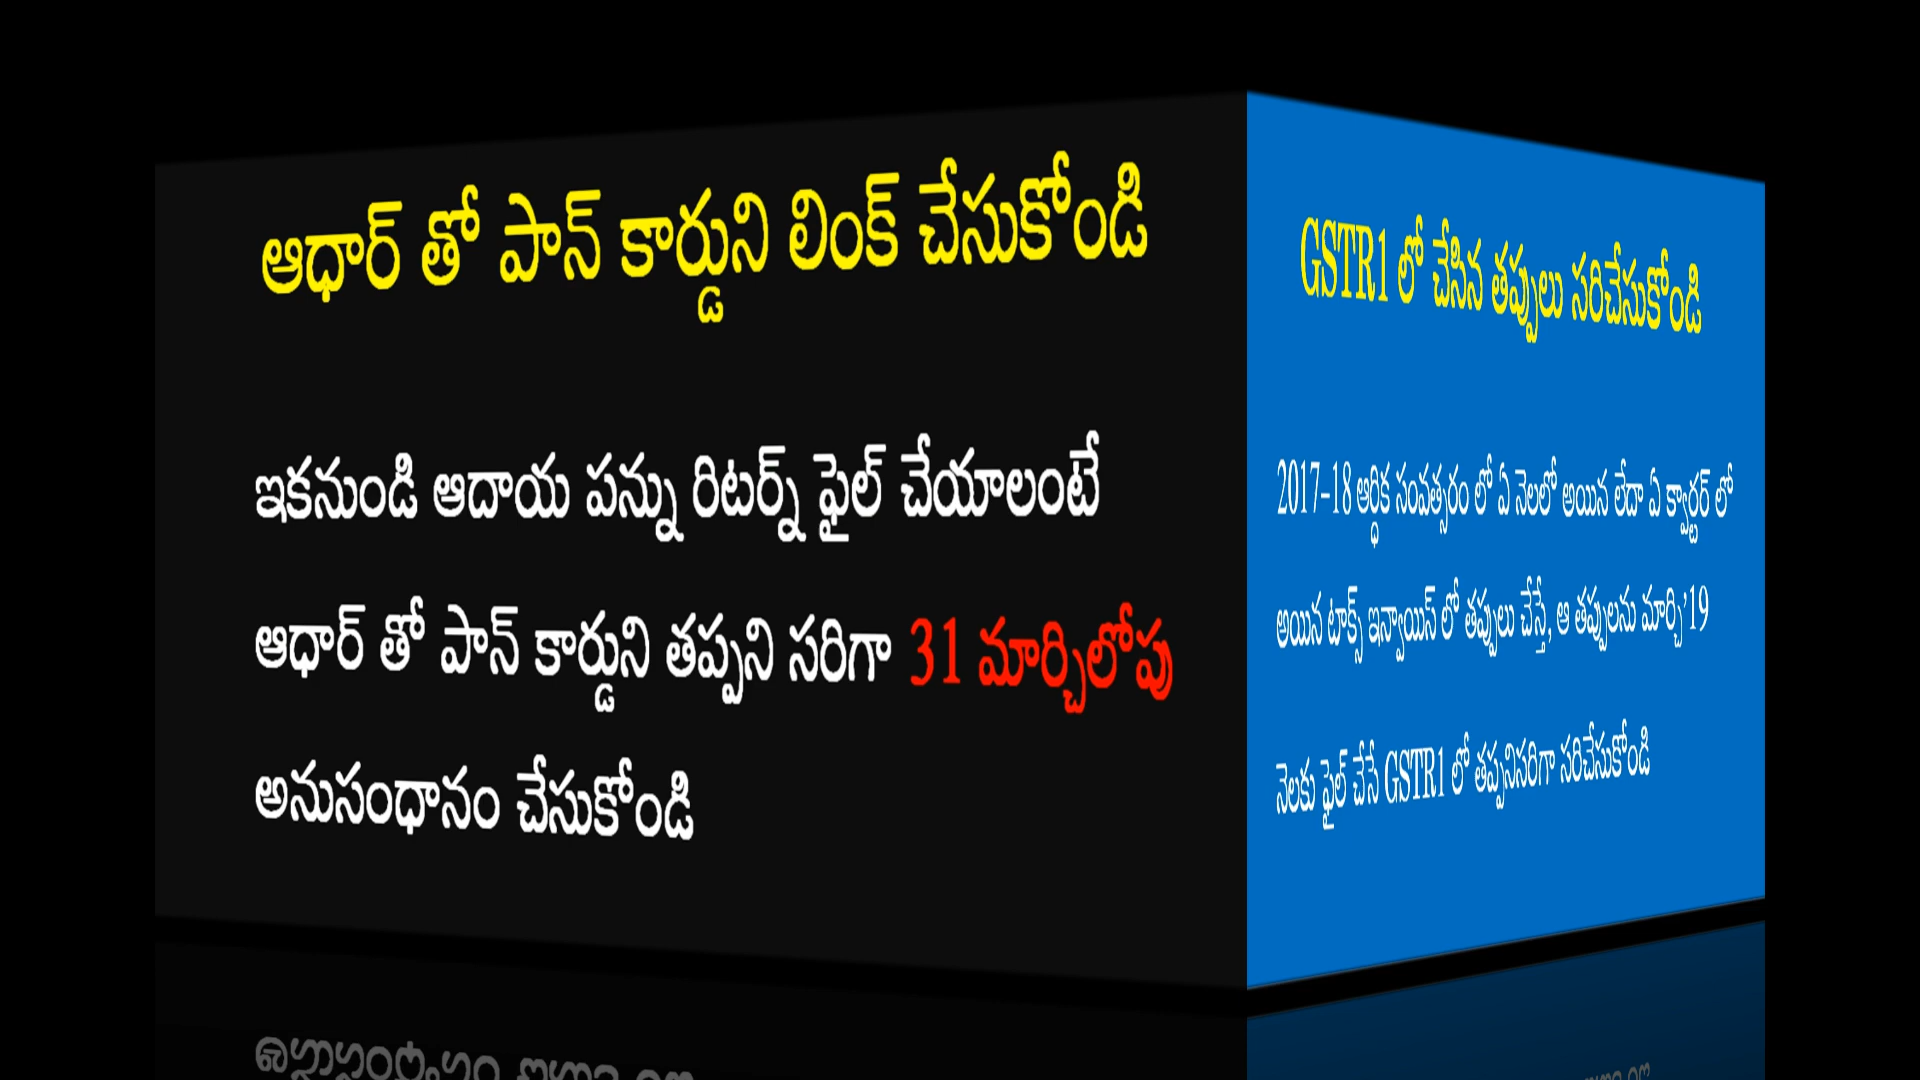 ఆధార్ తో పాన్ కార్డుని లింక్ చేసుకోండి
ఇకనుండి ఆదాయ పన్ను రిటర్న్ ఫైల్ చేయాలంటే
ఆధార్ తో పాన్ కార్డుని తప్పని సరిగా 31 మార్చిలోపు
అనుసంధానం చేసుకోండి
GSTR1 లో చేసిన తప్పులు సరిచేసుకోండి
2017-18 ఆర్ధిక సంవత్సరం లో ఏ నెలలో అయిన లేదా ఏ క్వార్టర్ లో
అయిన టాక్స్ ఇన్వాయిస్ లో తప్పులు చేస్తే, ఆ తప్పులను మార్చి'19
నెలకు ఫైల్ చేసే GSTR1 లో తప్పనిసరిగా సరిచేసుకోండి